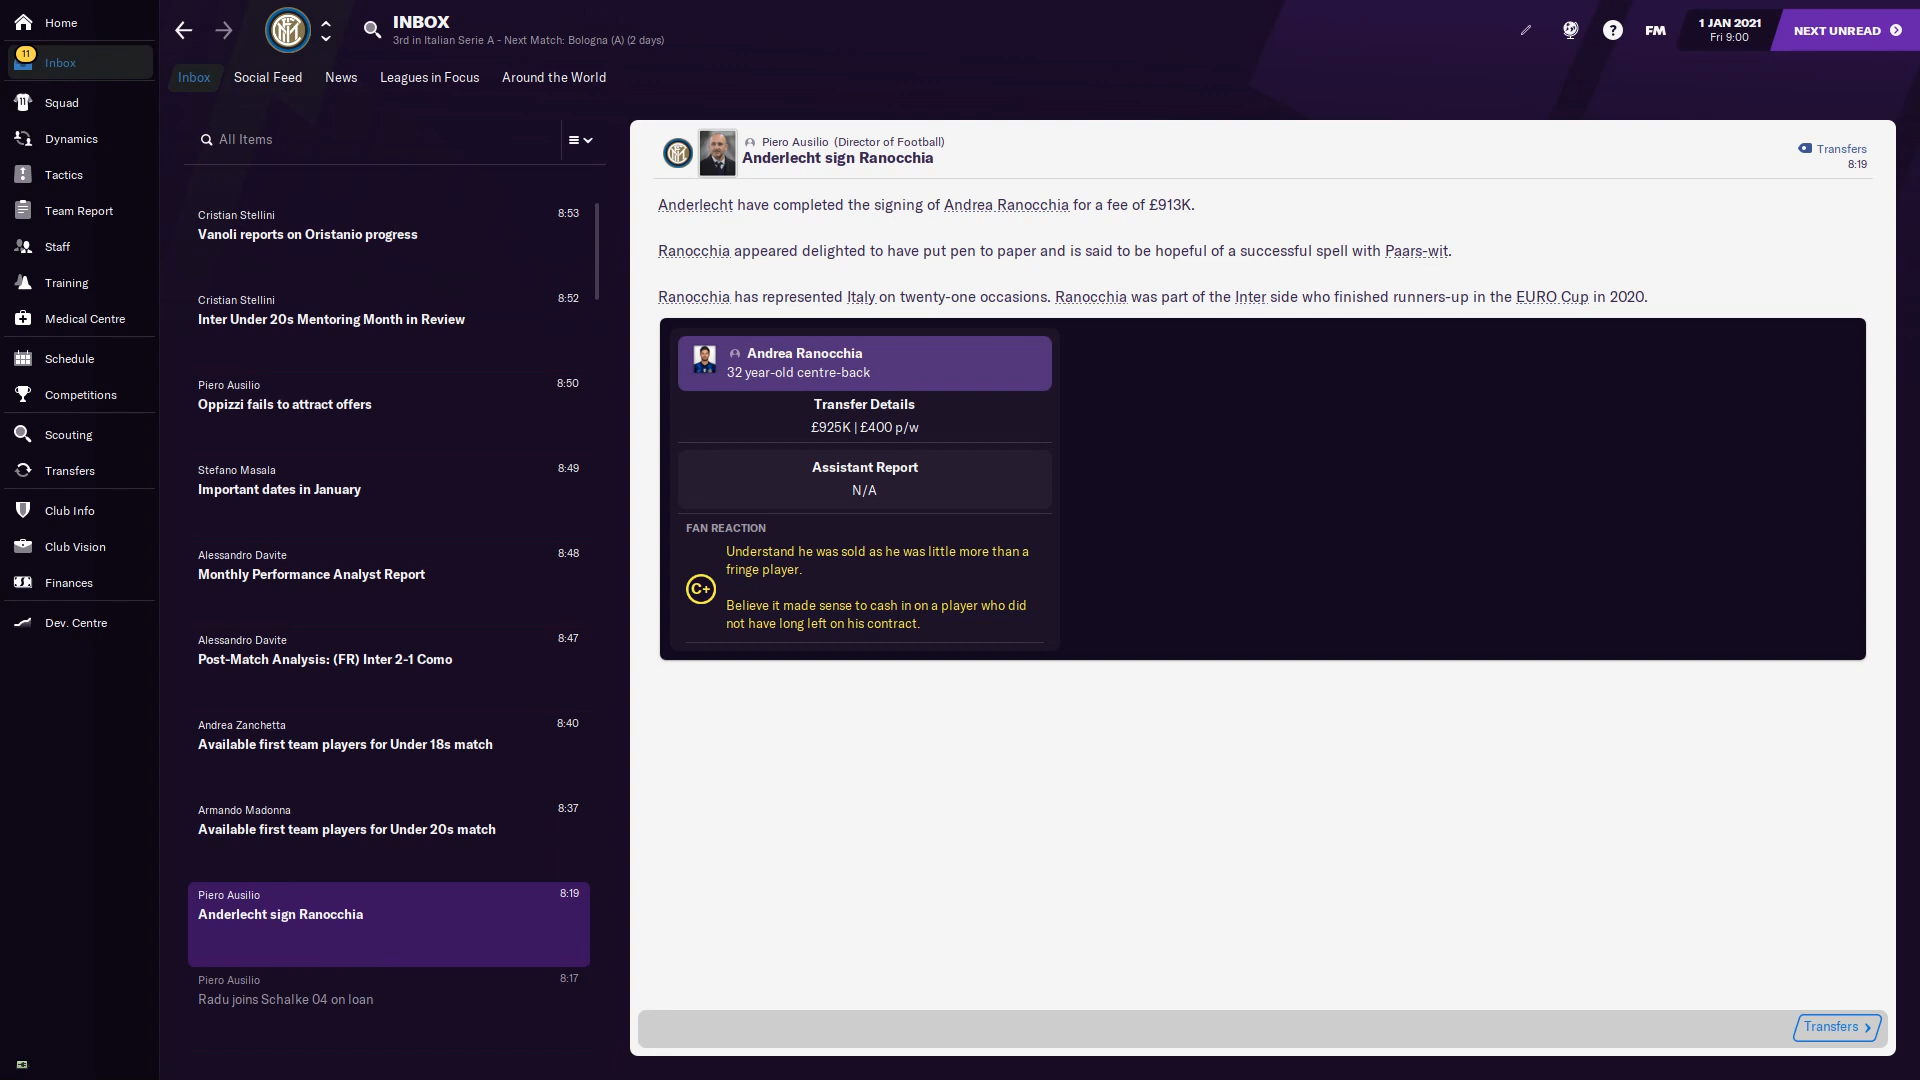 Home
11
Inbox
Squad
Dynamics
Tactics
Team Report
Staff
Training
Medical Centre
Schedule
Competitions
Scouting
Transfers
Club Info
Club Vision
Finances
Dev. Centre
INBOX
3rd in Italian Serie A - Next Match: Bologna (A) (2 days)
FM
1 JAN 2021
Fri 9:00
NEXT UNREAD
Inbox
Social Feed
News
Leagues in Focus
Around the World
All Items
Cristian Stellini
8:53
Vanoli reports on Oristanio progress
Cristian Stellini
8:52
Inter Under 20s Mentoring Month in Review
Piero Ausilio
8:50
Oppizzi fails to attract offers
Stefano Masala
8:49
Important dates in January
Alessandro Davite
8:48
Monthly Performance Analyst Report
Alessandro Davite
8:47
Post-Match Analysis: (FR) Inter 2-1 Como
Andrea Zanchetta
8:40
Available first team players for Under 18s match
Armando Madonna
8:37
Available first team players for Under 20s match
Piero Ausilio
8:19
Anderlecht sign Ranocchia
Piero Ausilio
8:17
Radu joins Schalke 04 on loan
Piero Ausilio (Director of Football)
Anderlecht sign Ranocchia
Transfers
8:19
Anderlecht have completed the signing of Andrea Ranocchia for a fee of £913K.
Ranocchia appeared delighted to have put pen to paper and is said to be hopeful of a successful spell with Paars-wit.
Ranocchia has represented Italy on twenty-one occasions. Ranocchia was part of the Inter side who finished runners-up in the EURO Cup in 2020.
Andrea Ranocchia
32 year-old centre-back
Transfer Details
£925K | £400 p/w
Assistant Report
N/A
FAN REACTION
C+
Understand he was sold as he was little more than a
fringe player.
Believe it made sense to cash in on a player who did
not have long left on his contract.
Transfers